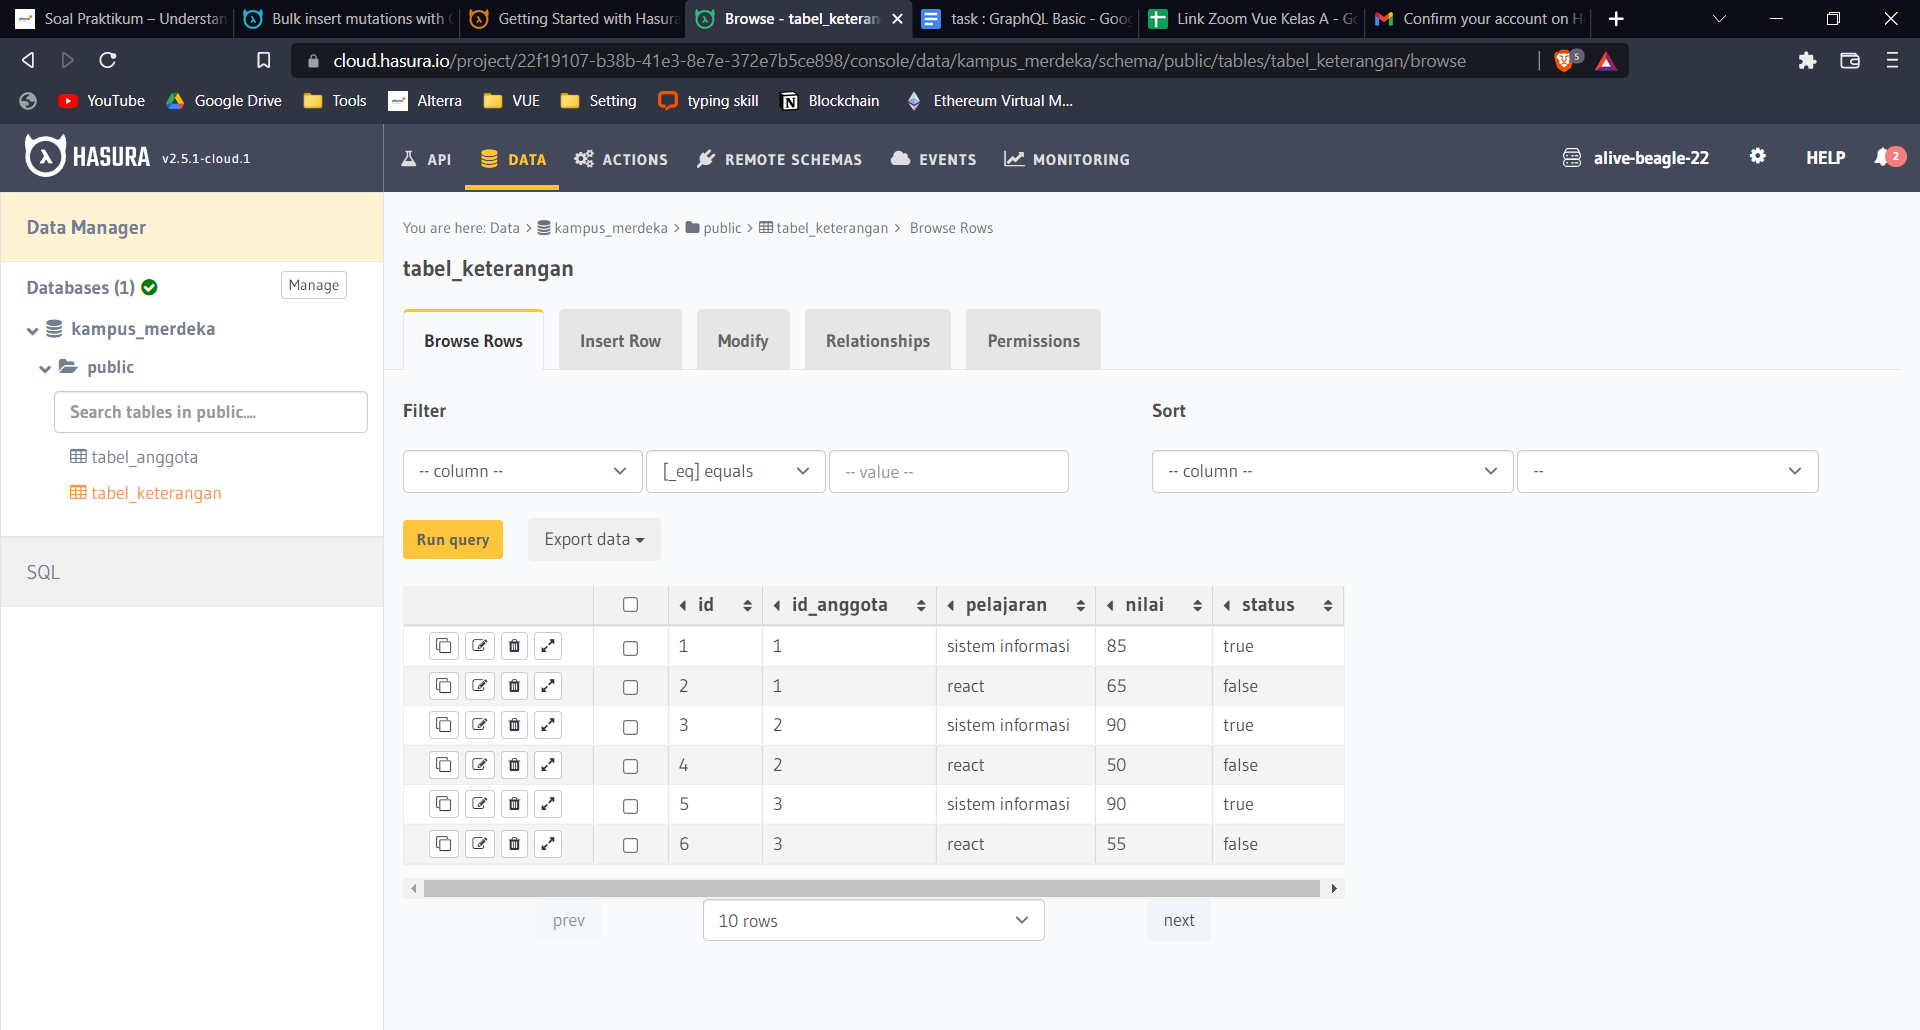 Soal Praktikum – Understan
Bulk insert mutations with
Getting Started with Hasura
Browse - tabel_keteran
task : GraphQL Basic - Goo
Link Zoom Vue Kelas A - Go
Confirm your account on H
cloud.hasura.io/project/22f19107-b38b-41e3-8e7e-372e7b5ce898/console/data/kampus_merdeka/schema/public/tables/tabel_keterangan/browse
5
YouTube
Google Drive
Tools
Alterra
VUE
Setting
typing skill
Blockchain
Ethereum Virtual M...
HASURA v2.5.1-cloud.1
API
DATA
ACTIONS
REMOTE SCHEMAS
EVENTS
MONITORING
alive-beagle-22
HELP
2
Data Manager
Databases (1)
Manage
kampus_merdeka
public
Search tables in public....
tabel_anggota
tabel_keterangan
SQL
You are here: Data > kampus_merdeka > public > tabel_keterangan > Browse Rows
tabel_keterangan
Browse Rows
Insert Row
Modify
Relationships
Permissions
Filter
Sort
-- column --
[_eq] equals
-- value --
-- column --
--
Run query
Export data
id id_anggota pelajaran nilai status
1 1 sistem informasi 85 true
2 1 react 65 false
3 2 sistem informasi 90 true
4 2 react 50 false
5 3 sistem informasi 90 true
6 3 react 55 false
prev
10 rows
next